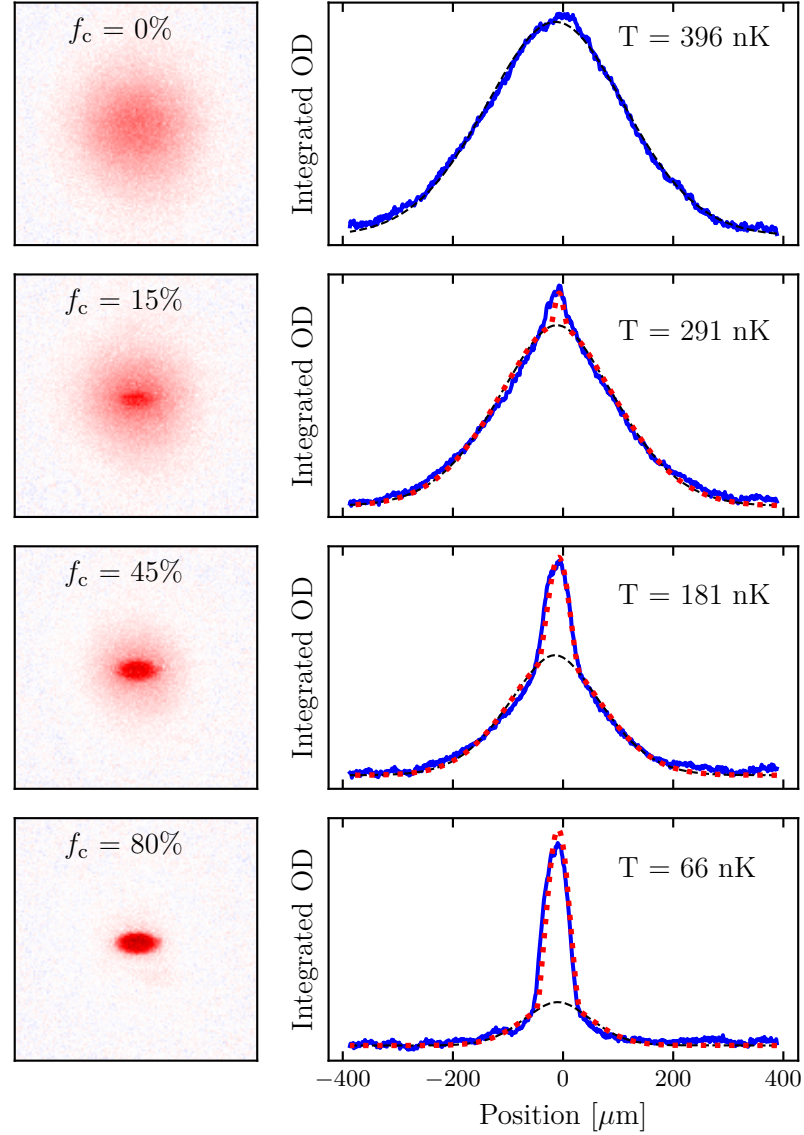 f_c = 0%
Integrated OD
T = 396 nK
f_c = 15%
Integrated OD
T = 291 nK
f_c = 45%
Integrated OD
T = 181 nK
f_c = 80%
Integrated OD
T = 66 nK
−400 −200 0 200 400
Position [μm]